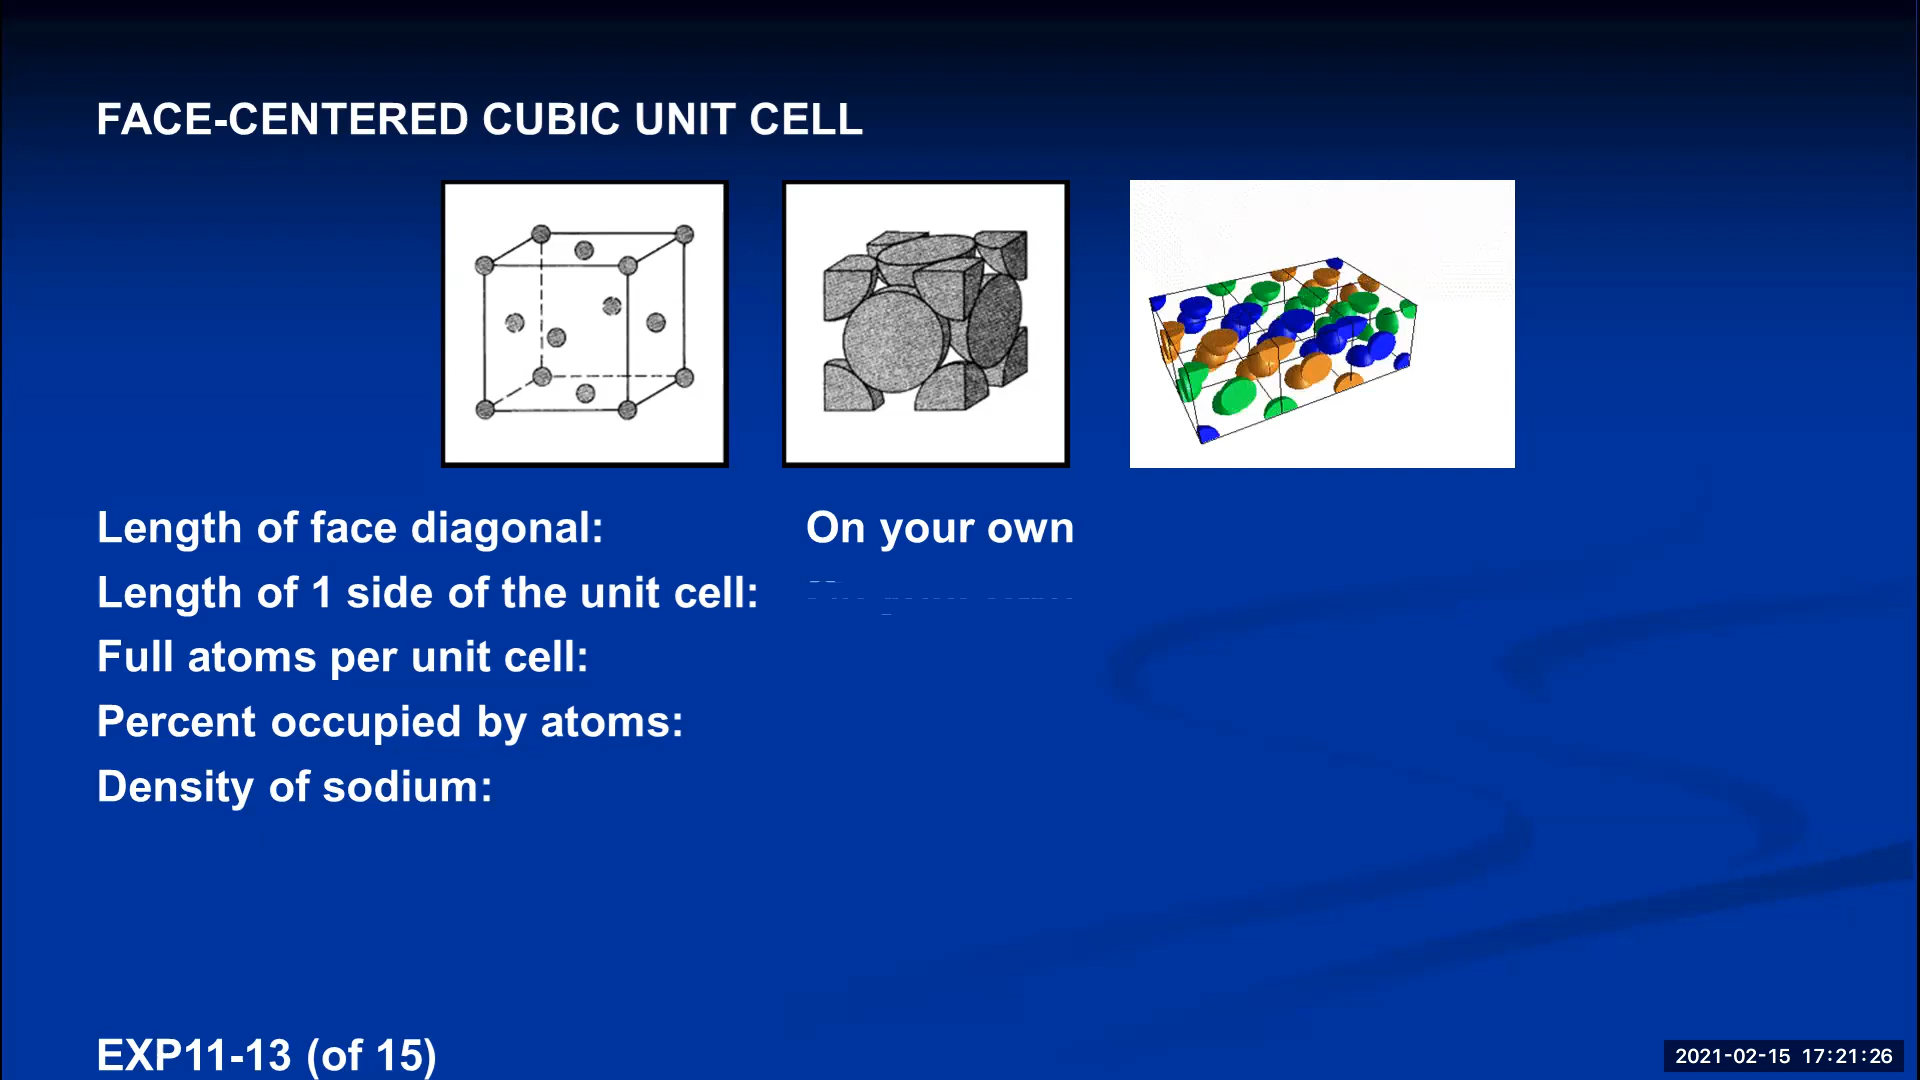 FACE-CENTERED CUBIC UNIT CELL
Length of face diagonal: On your own
Length of 1 side of the unit cell:
Full atoms per unit cell:
Percent occupied by atoms:
Density of sodium:
EXP11-13 (of 15)
2021-02-15 17:21:26